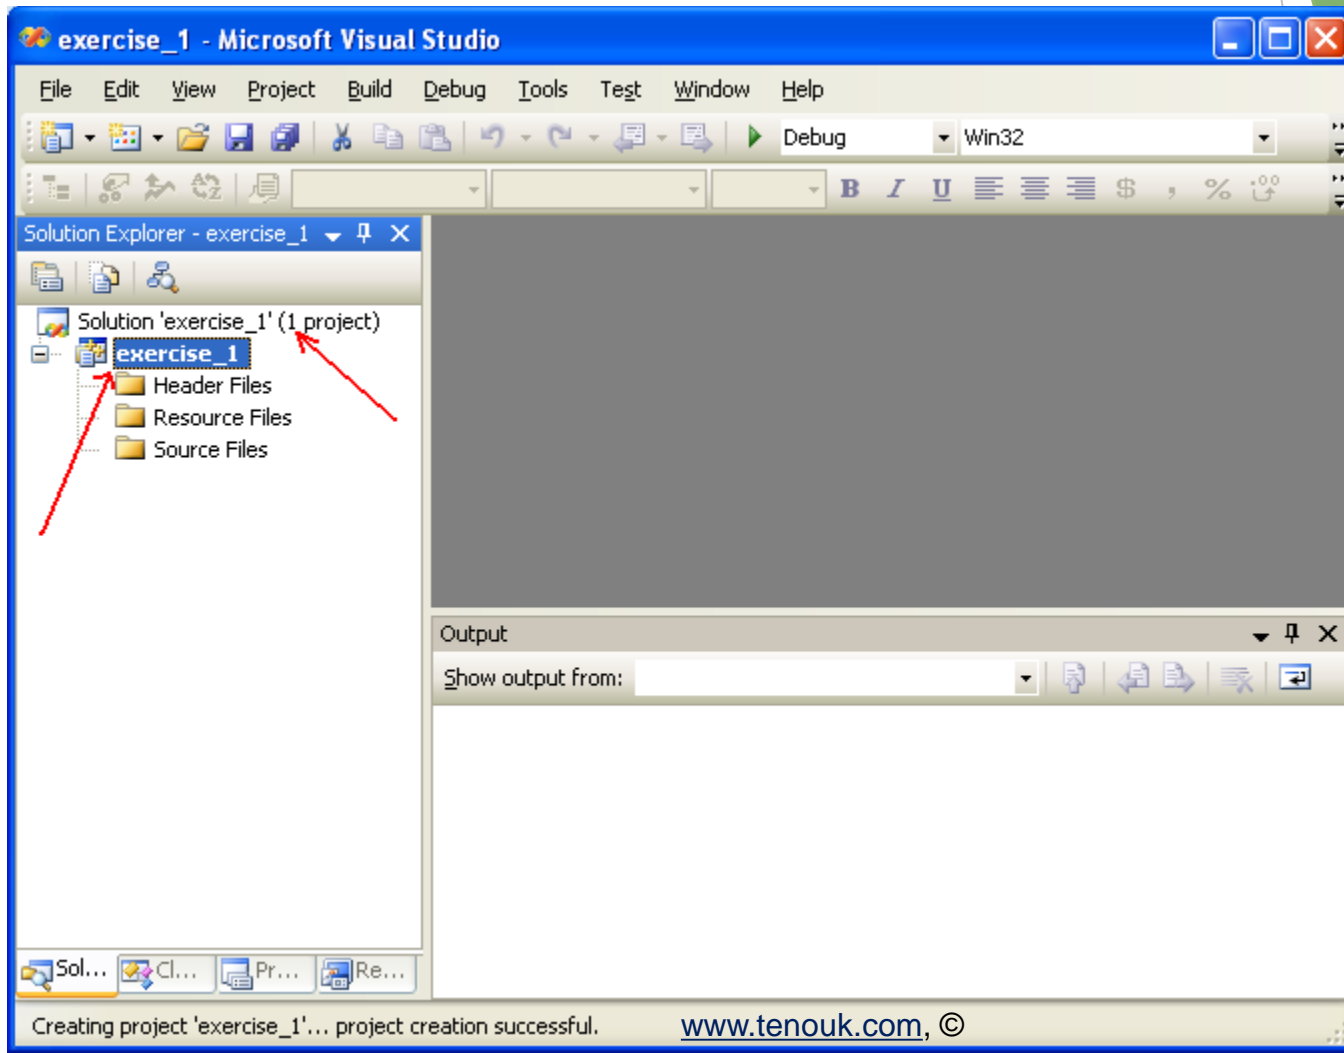 exercise_1 - Microsoft Visual Studio
File Edit View Project Build Debug Tools Test Window Help
Debug Win32
B I U $ , % .00
Solution Explorer - exercise_1
Solution 'exercise_1' (1 project)
exercise_1
Header Files
Resource Files
Source Files
Output
Show output from:
Sol... Cl... Pr... Re...
Creating project 'exercise_1'... project creation successful.
www.tenouk.com, ©